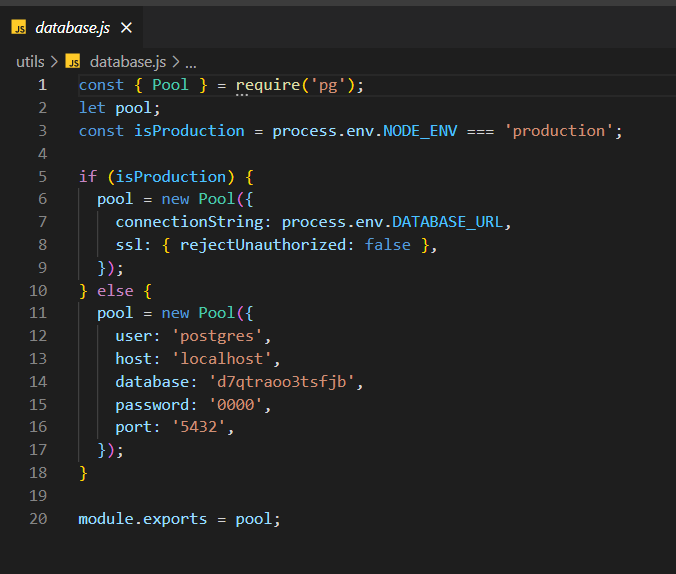 JS database.js ×
utils > JS database.js > ...
1 const { Pool } = require('pg');
2 let pool;
3 const isProduction = process.env.NODE_ENV === 'production';
4
5 if (isProduction) {
6   pool = new Pool({
7     connectionString: process.env.DATABASE_URL,
8     ssl: { rejectUnauthorized: false },
9   });
10 } else {
11   pool = new Pool({
12     user: 'postgres',
13     host: 'localhost',
14     database: 'd7qtraoo3tsfjb',
15     password: '0000',
16     port: '5432',
17   });
18 }
19
20 module.exports = pool;